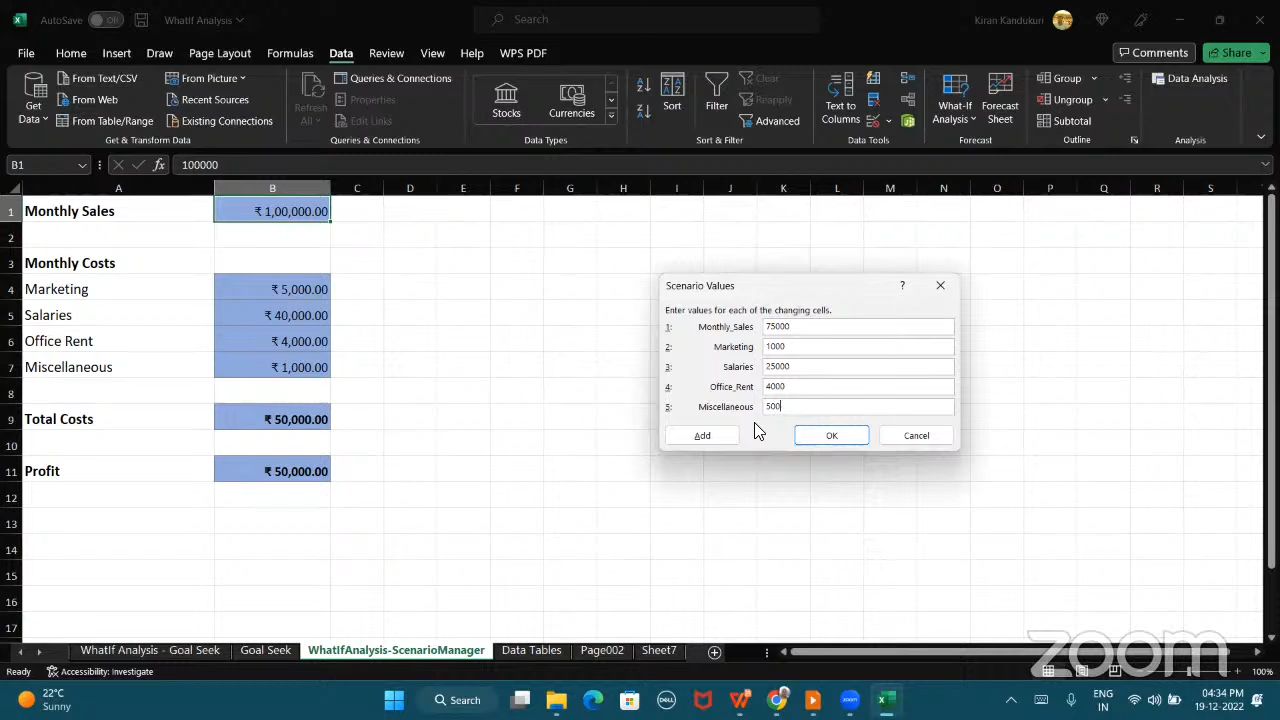 AutoSave Off WhatIf Analysis Search Kiran Kandukuri
File Home Insert Draw Page Layout Formulas Data Review View Help WPS PDF Comments Share
From Text/CSV From Picture Queries & Connections Clear Group Data Analysis
From Web Recent Sources Properties Reapply Ungroup
From Table/Range Existing Connections Edit Links Advanced Subtotal
Get Data Refresh All Stocks Currencies Sort Filter Text to Columns What-If Analysis Forecast Sheet
Get & Transform Data Queries & Connections Data Types Sort & Filter Data Tools Forecast Outline Analysis
B1 fx 100000
A B C D E F G H I J K L M N O P Q R S
1 Monthly Sales ₹ 1,00,000.00
2
3 Monthly Costs
4 Marketing ₹ 5,000.00
5 Salaries ₹ 40,000.00
6 Office Rent ₹ 4,000.00
7 Miscellaneous ₹ 1,000.00
8
9 Total Costs ₹ 50,000.00
10
11 Profit ₹ 50,000.00
12
13
14
15
16
17
Scenario Values ?
Enter values for each of the changing cells.
1: Monthly_Sales 75000
2: Marketing 1000
3: Salaries 25000
4: Office_Rent 4000
5: Miscellaneous 500
Add OK Cancel
WhatIf Analysis - Goal Seek Goal Seek WhatIfAnalysis-ScenarioManager Data Tables Page002 Sheet7
zoom
Ready Accessibility: Investigate 100%
22°C
Sunny
Search
ENG
IN
04:34 PM
19-12-2022